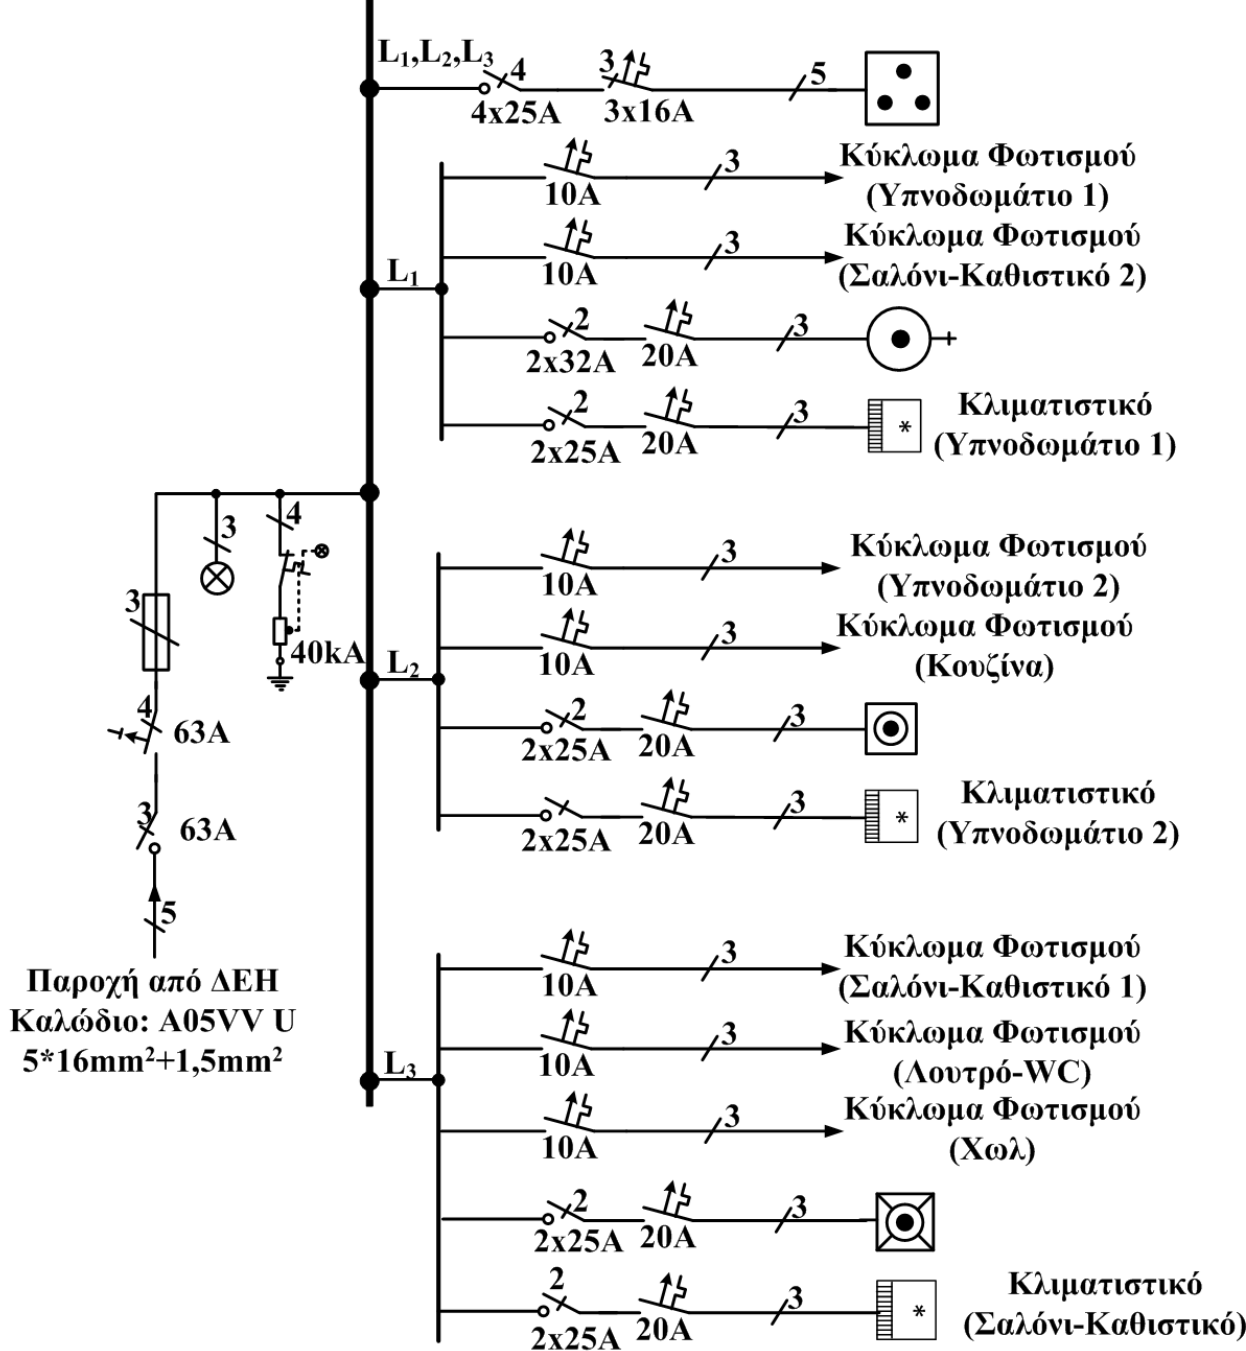 L₁,L₂,L₃
4
3
5
4x25A
3x16A
3
Κύκλωμα Φωτισμού
10A
(Υπνοδωμάτιο 1)
3
Κύκλωμα Φωτισμού
10A
(Σαλόνι-Καθιστικό 2)
L₁
2
3
2x32A
20A
2
3
Κλιματιστικό
2x25A
20A
(Υπνοδωμάτιο 1)
3
4
3
40kA
4
63A
3
63A
5
Παροχή από ΔΕΗ
Καλώδιο: A05VV U
5*16mm²+1,5mm²
3
Κύκλωμα Φωτισμού
10A
(Υπνοδωμάτιο 2)
3
Κύκλωμα Φωτισμού
10A
(Κουζίνα)
L₂
2
3
2x25A
20A
3
Κλιματιστικό
2x25A
20A
(Υπνοδωμάτιο 2)
*
3
Κύκλωμα Φωτισμού
10A
(Σαλόνι-Καθιστικό 1)
3
Κύκλωμα Φωτισμού
10A
(Λουτρό-WC)
L₃
3
Κύκλωμα Φωτισμού
10A
(Χωλ)
2
3
2x25A
20A
2
3
Κλιματιστικό
2x25A
20A
(Σαλόνι-Καθιστικό)